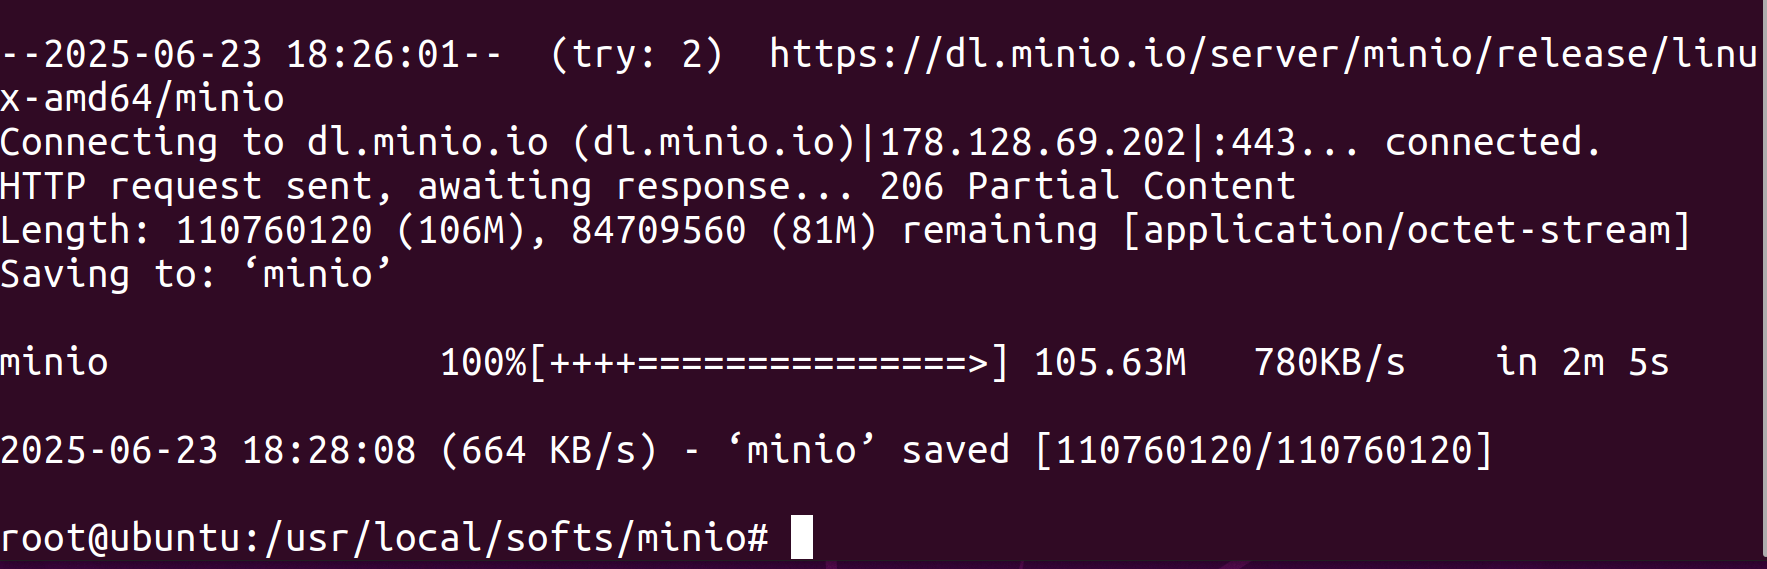 --2025-06-23 18:26:01--  (try: 2)  https://dl.minio.io/server/minio/release/linu
x-amd64/minio
Connecting to dl.minio.io (dl.minio.io)|178.128.69.202|:443... connected.
HTTP request sent, awaiting response... 206 Partial Content
Length: 110760120 (106M), 84709560 (81M) remaining [application/octet-stream]
Saving to: ‘minio’
minio               100%[++++===============>] 105.63M   780KB/s    in 2m 5s
2025-06-23 18:28:08 (664 KB/s) - ‘minio’ saved [110760120/110760120]
root@ubuntu:/usr/local/softs/minio#